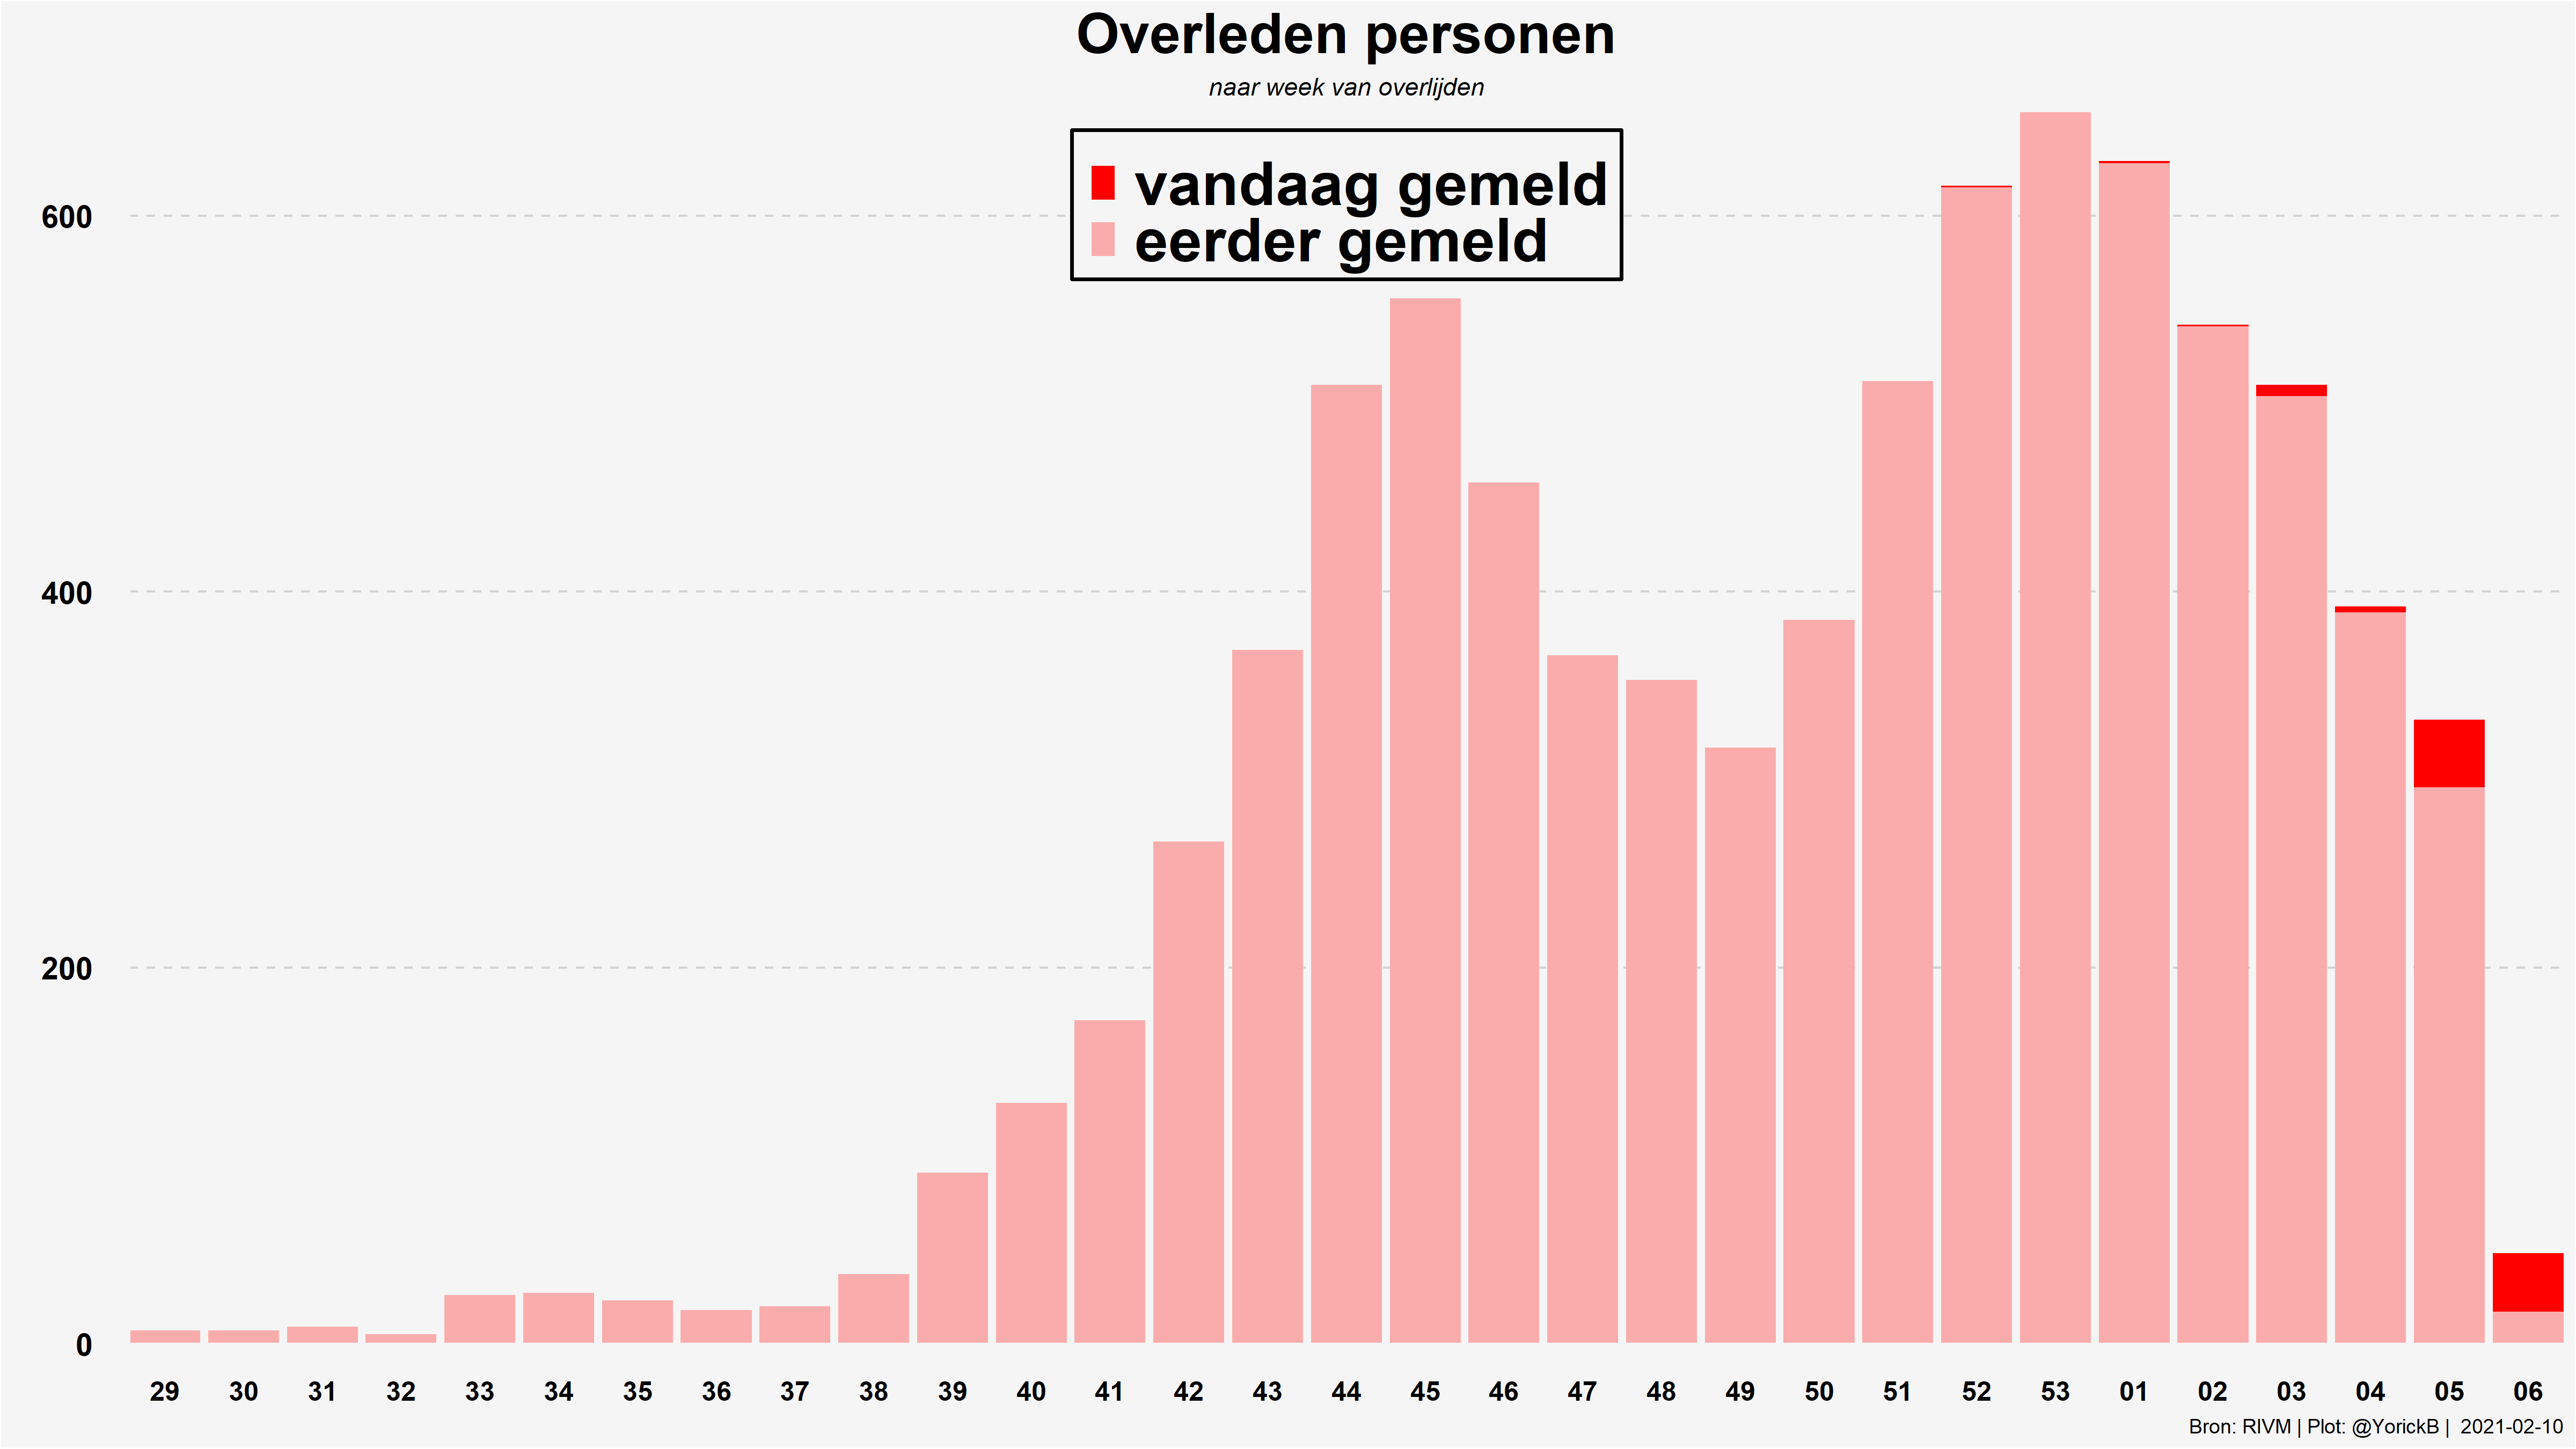 Overleden personen
naar week van overlijden
vandaag gemeld
eerder gemeld
600
400
200
0
29 30 31 32 33 34 35 36 37 38 39 40 41 42 43 44 45 46 47 48 49 50 51 52 53 01 02 03 04 05 06
Bron: RIVM | Plot: @YorickB | 2021-02-10